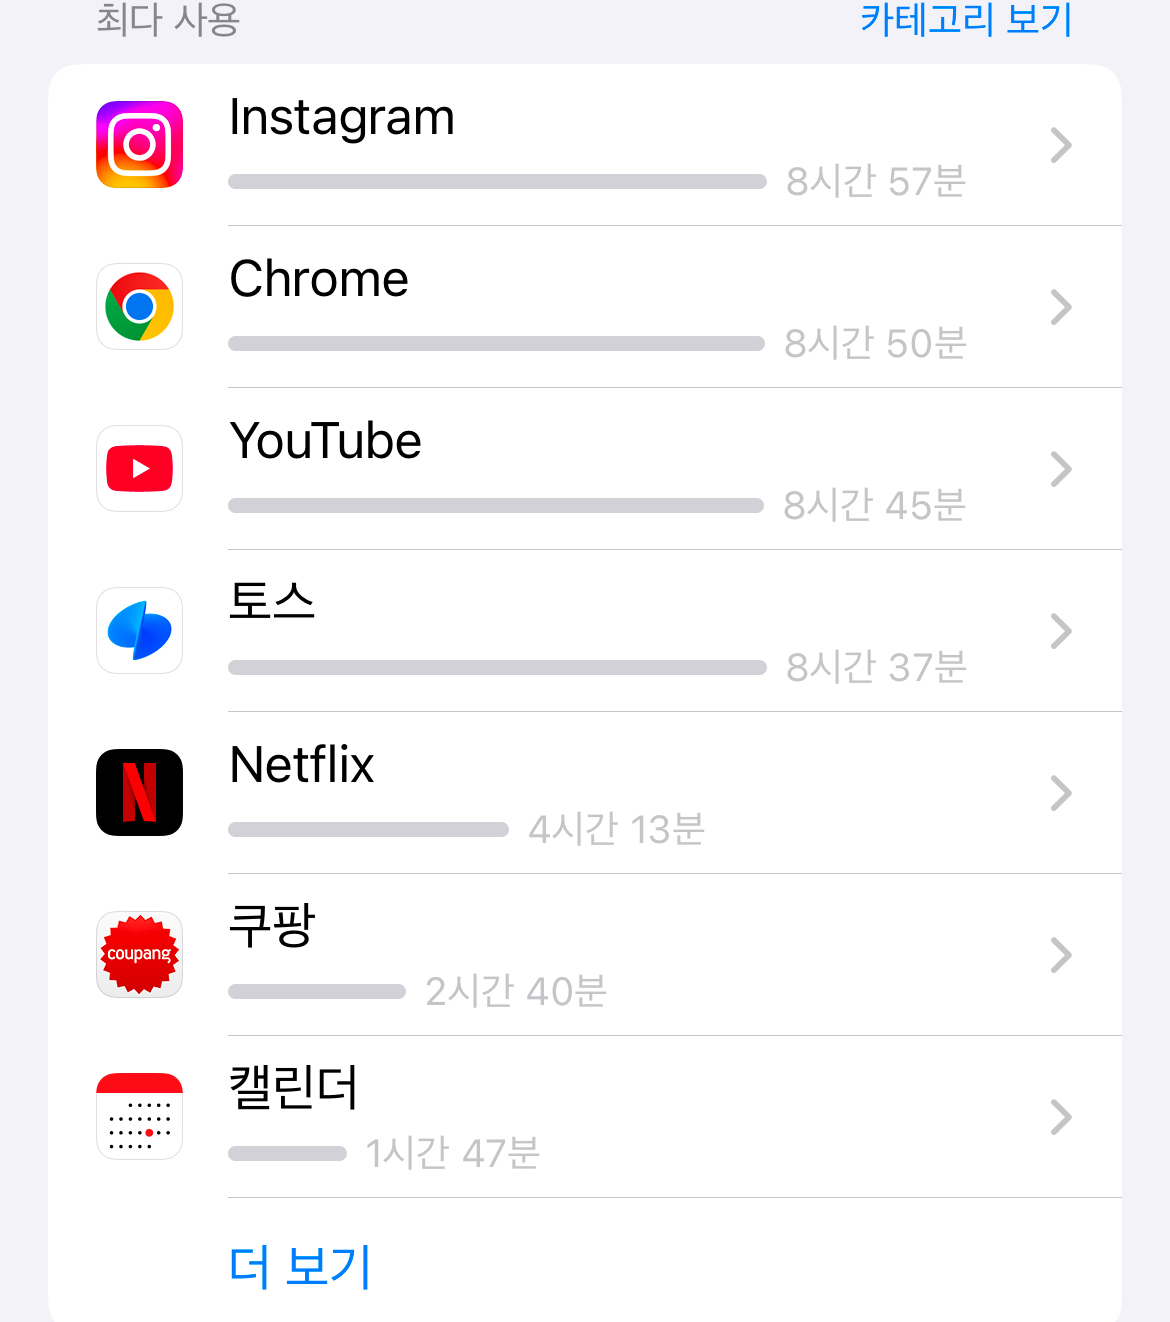 최다 사용 카테고리 보기
Instagram
8시간 57분
Chrome
8시간 50분
YouTube
8시간 45분
토스
8시간 37분
Netflix
4시간 13분
쿠팡
coupang
2시간 40분
캘린더
1시간 47분
더 보기